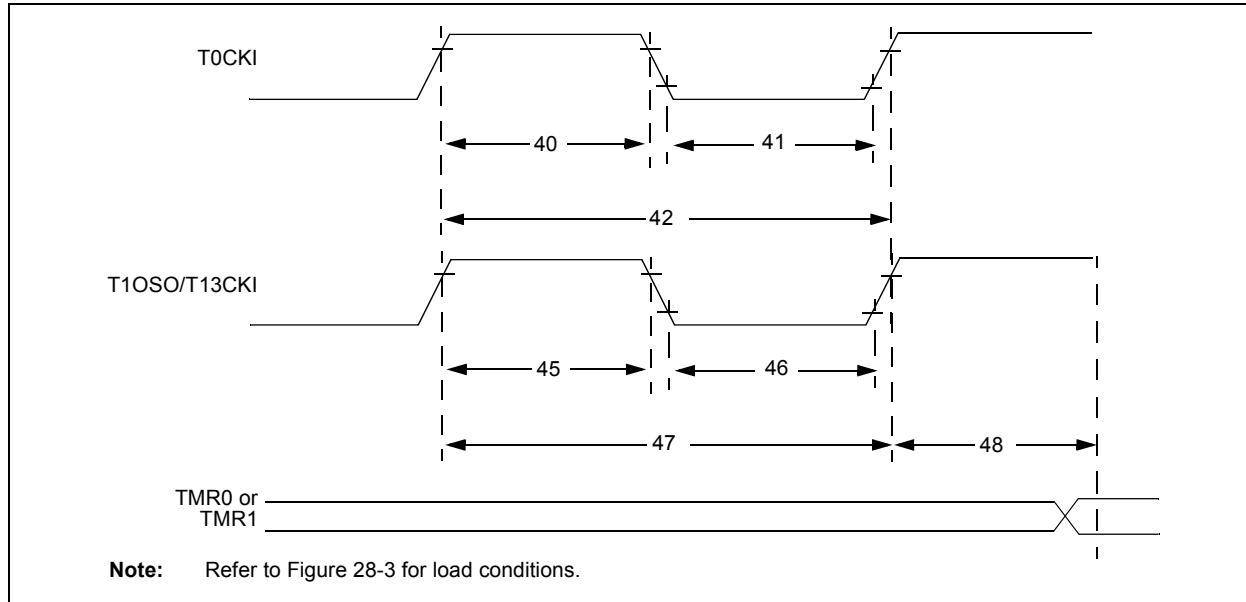 T0CKI
40
41
42
T1OSO/T13CKI
45
46
47
48
TMR0 or
TMR1
Note: Refer to Figure 28-3 for load conditions.